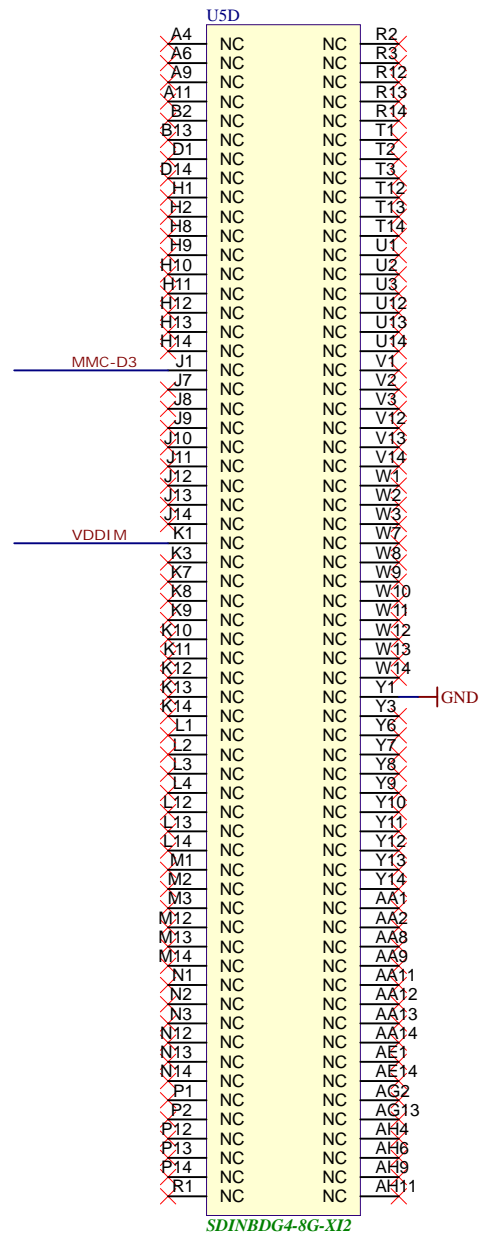 U5D
A4 NC NC R2
A6 NC NC R3
A9 NC NC R12
A11 NC NC R13
B2 NC NC R14
B13 NC NC T1
D1 NC NC T2
D14 NC NC T3
H1 NC NC T12
H2 NC NC T13
H8 NC NC T14
H9 NC NC U1
H10 NC NC U2
H11 NC NC U3
H12 NC NC U12
H13 NC NC U13
H14 NC NC U14
MMC-D3 J1 NC NC V1
J7 NC NC V2
J8 NC NC V3
J9 NC NC V12
J10 NC NC V13
J11 NC NC V14
J12 NC NC W1
J13 NC NC W2
J14 NC NC W3
VDDIM K1 NC NC W7
K3 NC NC W8
K7 NC NC W9
K8 NC NC W10
K9 NC NC W11
K10 NC NC W12
K11 NC NC W13
K12 NC NC W14
K13 NC NC Y1 GND
K14 NC NC Y3
L1 NC NC Y6
L2 NC NC Y7
L3 NC NC Y8
L4 NC NC Y9
L12 NC NC Y10
L13 NC NC Y11
L14 NC NC Y12
M1 NC NC Y13
M2 NC NC Y14
M3 NC NC AA1
M12 NC NC AA2
M13 NC NC AA8
M14 NC NC AA9
N1 NC NC AA11
N2 NC NC AA12
N3 NC NC AA13
N12 NC NC AA14
N13 NC NC AE1
N14 NC NC AE14
P1 NC NC AG2
P2 NC NC AG13
P12 NC NC AH4
P13 NC NC AH6
P14 NC NC AH9
R1 NC NC AH11
SDINBDG4-8G-XI2